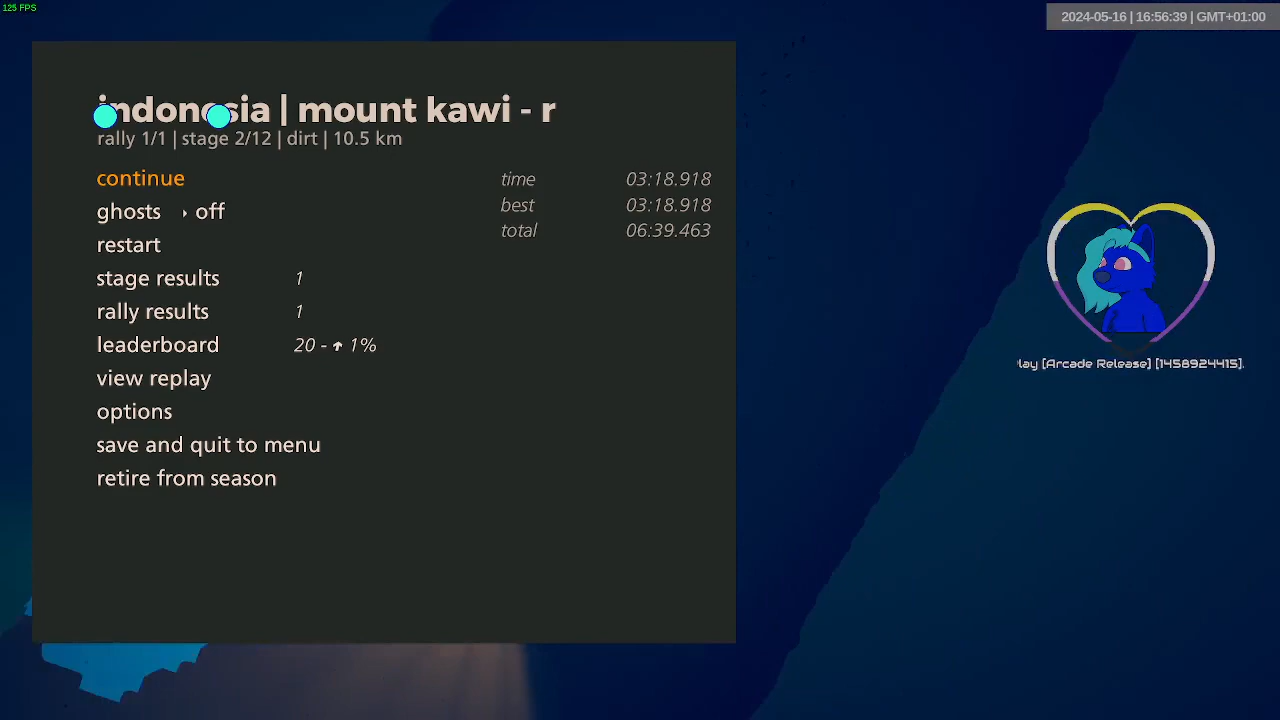 125 FPS
2024-05-16 | 16:56:39 | GMT+01:00
indonesia | mount kawi - r
rally 1/1 | stage 2/12 | dirt | 10.5 km
continue
time 03:18.918
ghosts off
best 03:18.918
total 06:39.463
restart
stage results 1
rally results 1
leaderboard 20 - ↑ 1%
view replay
options
save and quit to menu
retire from season
lay [Arcade Release] [1458924415].